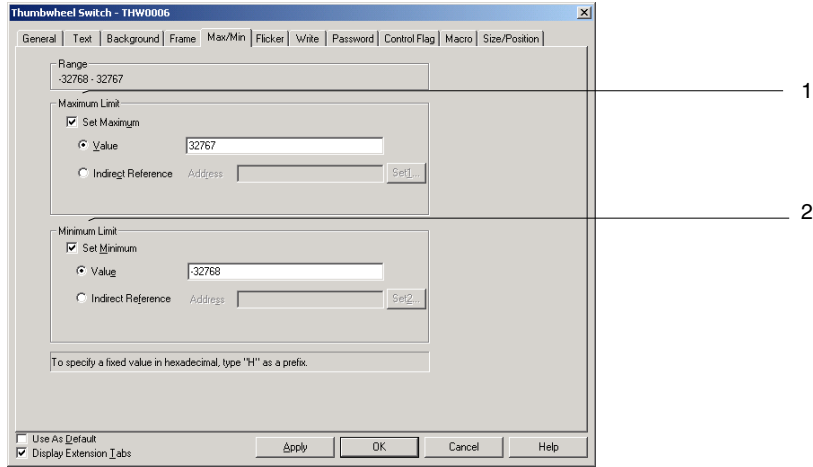 Thumbwheel Switch - THW0006
General Text Background Frame Max/Min Flicker Write Password Control Flag Macro Size/Position
Range
-32768 - 32767
1
Maximum Limit
Set Maximum
Value 32767
Indirect Reference Address Set1...
2
Minimum Limit
Set Minimum
Value -32768
Indirect Reference Address Set2...
To specify a fixed value in hexadecimal, type "H" as a prefix.
Use As Default
Display Extension Tabs
Apply OK Cancel Help